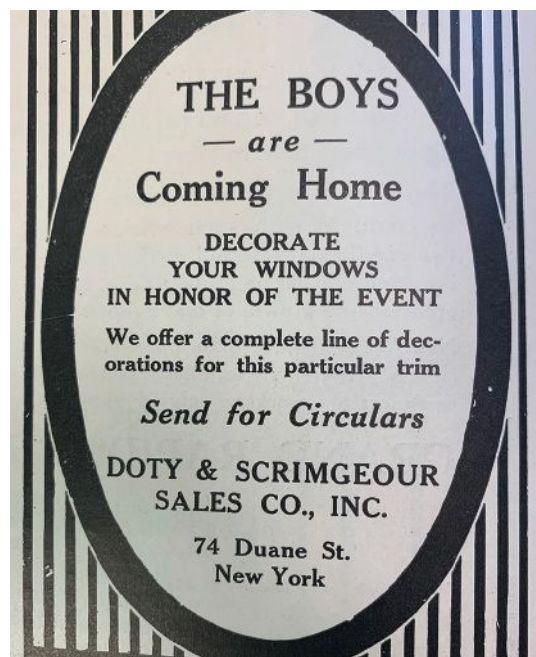 THE BOYS
— are —
Coming Home
DECORATE
YOUR WINDOWS
IN HONOR OF THE EVENT
We offer a complete line of dec-
orations for this particular trim
Send for Circulars
DOTY & SCRIMGEOUR
SALES CO., INC.
74 Duane St.
New York